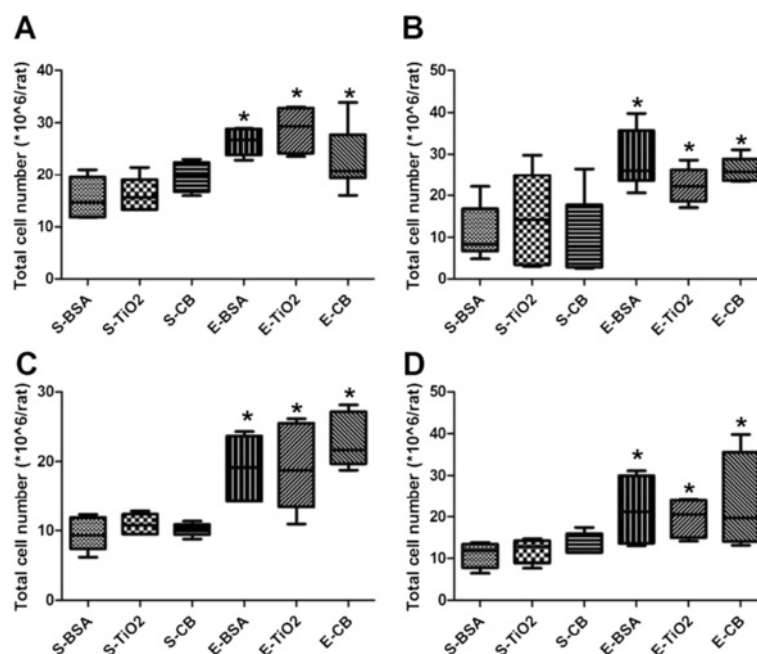 A
Total cell number (*10^6/rat)
40
30
20
10
0
* * *
S-BSA S-TiO2 S-CB E-BSA E-TiO2 E-CB
B
Total cell number (*10^6/rat)
50
40
30
20
10
0
* * *
S-BSA S-TiO2 S-CB E-BSA E-TiO2 E-CB
C
Total cell number (*10^6/rat)
30
20
10
0
* * *
S-BSA S-TiO2 S-CB E-BSA E-TiO2 E-CB
D
Total cell number (*10^6/rat)
50
40
30
20
10
0
* * *
S-BSA S-TiO2 S-CB E-BSA E-TiO2 E-CB